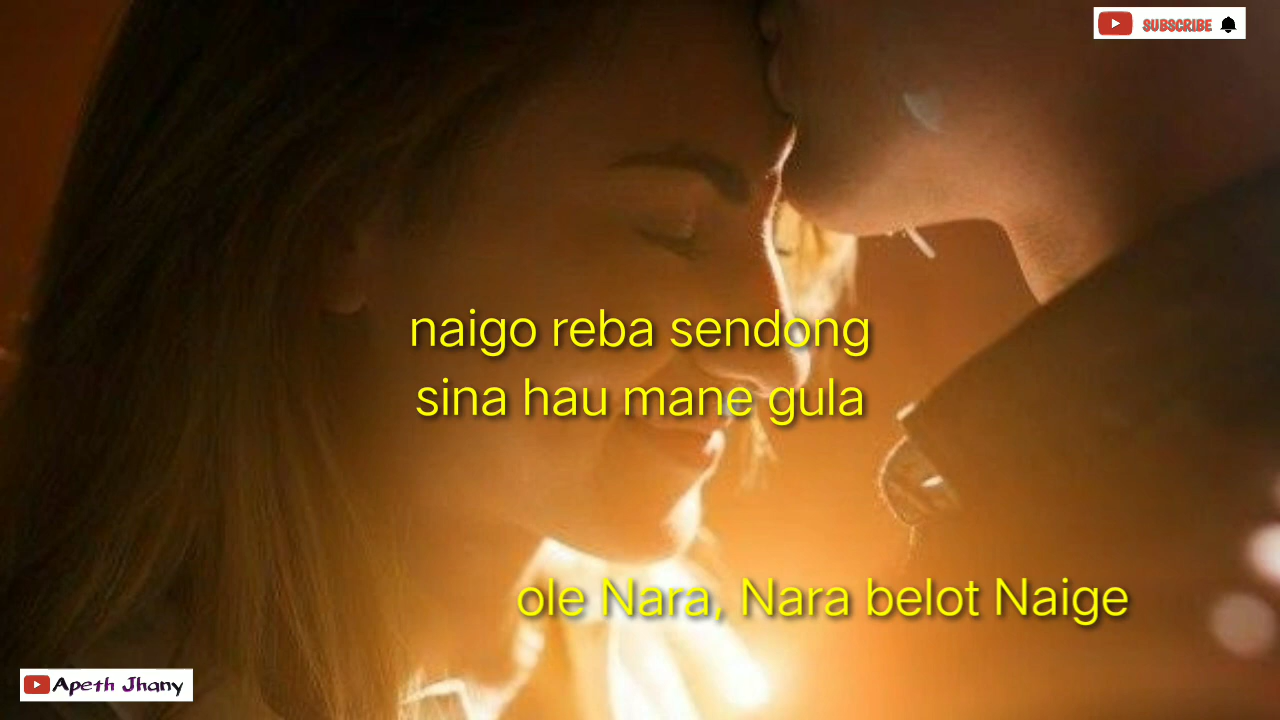 SUBSCRIBE
naigo reba sendong
sina hau mane gula
ole Nara, Nara belot Naige
Apeth Jhany